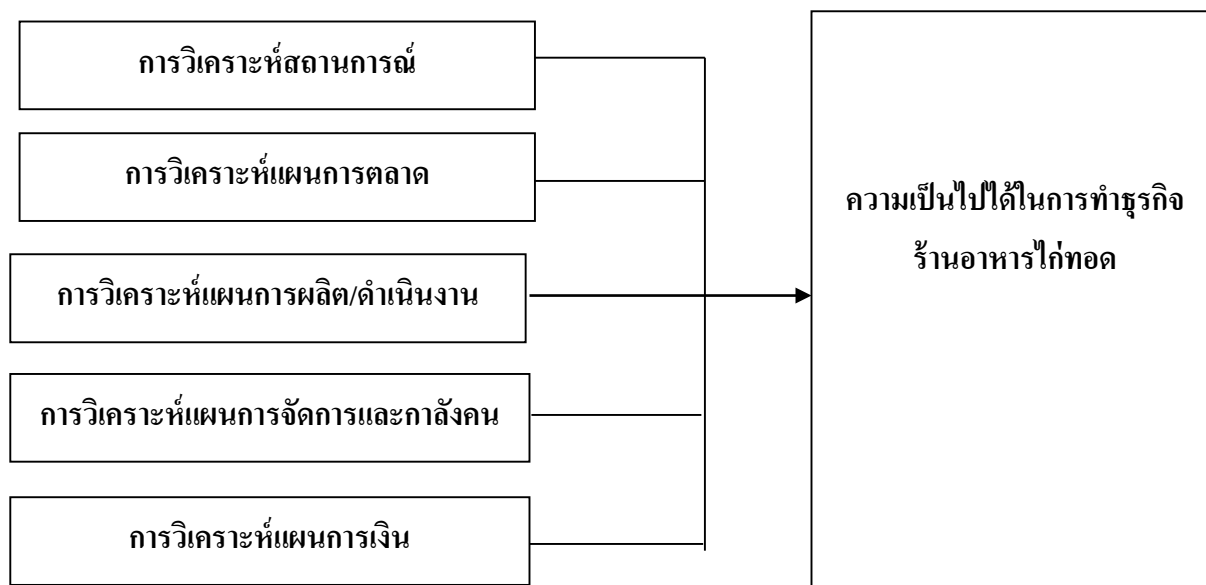 การวิเคราะห์สถานการณ์
การวิเคราะห์แผนการตลาด
การวิเคราะห์แผนการผลิต/ดำเนินงาน
การวิเคราะห์แผนการจัดการและกาลังคน
การวิเคราะห์แผนการเงิน
ความเป็นไปได้ในการทำธุรกิจ
ร้านอาหารไก่ทอด